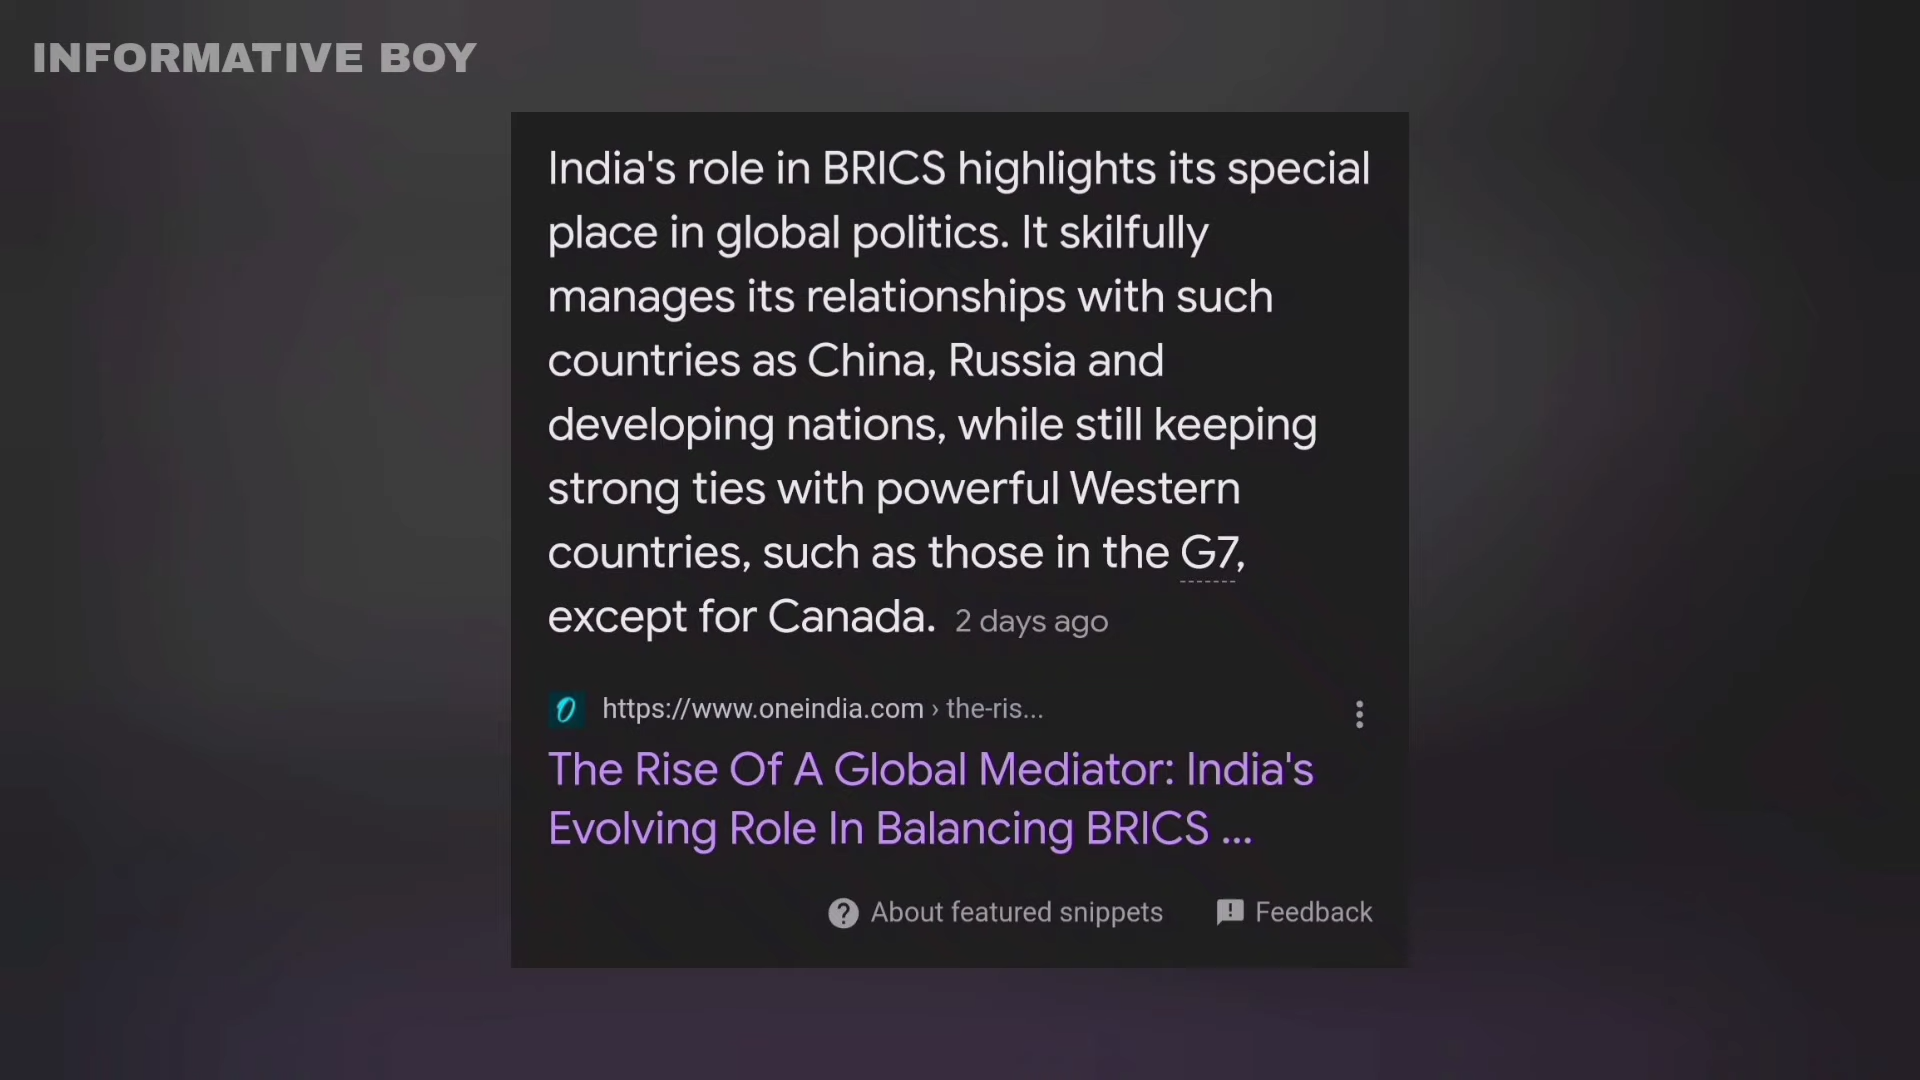 INFORMATIVE BOY
India's role in BRICS highlights its special
place in global politics. It skilfully
manages its relationships with such
countries as China, Russia and
developing nations, while still keeping
strong ties with powerful Western
countries, such as those in the G7,
except for Canada. 2 days ago
https://www.oneindia.com › the-ris...
The Rise Of A Global Mediator: India's
Evolving Role In Balancing BRICS ...
About featured snippets Feedback